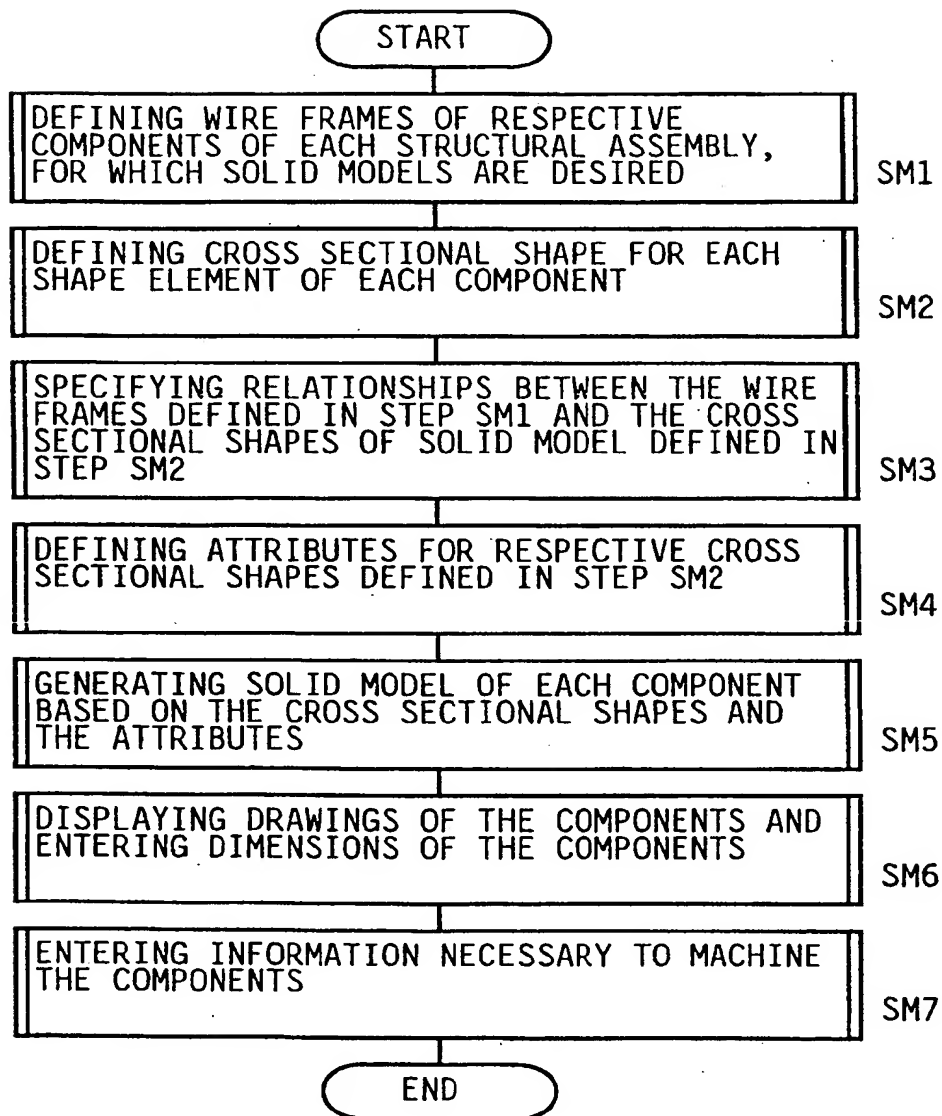 START
DEFINING WIRE FRAMES OF RESPECTIVE
COMPONENTS OF EACH STRUCTURAL ASSEMBLY,
FOR WHICH SOLID MODELS ARE DESIRED
SM1
DEFINING CROSS SECTIONAL SHAPE FOR EACH
SHAPE ELEMENT OF EACH COMPONENT
SM2
SPECIFYING RELATIONSHIPS BETWEEN THE WIRE
FRAMES DEFINED IN STEP SM1 AND THE CROSS
SECTIONAL SHAPES OF SOLID MODEL DEFINED IN
STEP SM2
SM3
DEFINING ATTRIBUTES FOR RESPECTIVE CROSS
SECTIONAL SHAPES DEFINED IN STEP SM2
SM4
GENERATING SOLID MODEL OF EACH COMPONENT
BASED ON THE CROSS SECTIONAL SHAPES AND
THE ATTRIBUTES
SM5
DISPLAYING DRAWINGS OF THE COMPONENTS AND
ENTERING DIMENSIONS OF THE COMPONENTS
SM6
ENTERING INFORMATION NECESSARY TO MACHINE
THE COMPONENTS
SM7
END